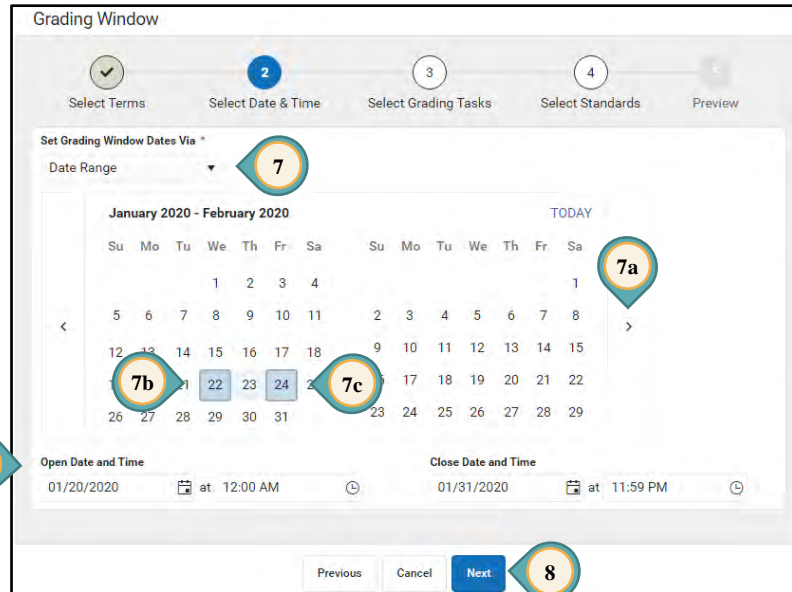 Grading Window
2 3 4
Select Terms Select Date & Time Select Grading Tasks Select Standards Preview
Set Grading Window Dates Via *
Date Range 7
January 2020 - February 2020 TODAY
Su Mo Tu We Th Fr Sa Su Mo Tu We Th Fr Sa
7a
1 2 3 4 1
5 6 7 8 9 10 11 2 3 4 5 6 7 8
< >
12 13 14 15 16 17 18 9 10 11 12 13 14 15
7b 22 23 24 7c 17 18 19 20 21 22
26 27 28 29 30 31 23 24 25 26 27 28 29
Open Date and Time Close Date and Time
01/20/2020 at 12:00 AM 01/31/2020 at 11:59 PM
Previous Cancel Next 8